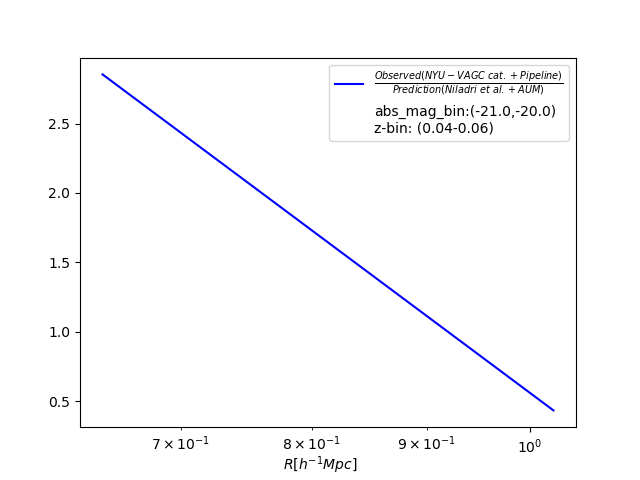 Observed(NYU − VAGC cat. + Pipeline)
Prediction(Niladri et al. + AUM)
abs_mag_bin:(-21.0,-20.0)
z-bin: (0.04-0.06)
2.5
2.0
1.5
1.0
0.5
7 × 10⁻¹ 8 × 10⁻¹ 9 × 10⁻¹ 10⁰
R[h⁻¹Mpc]